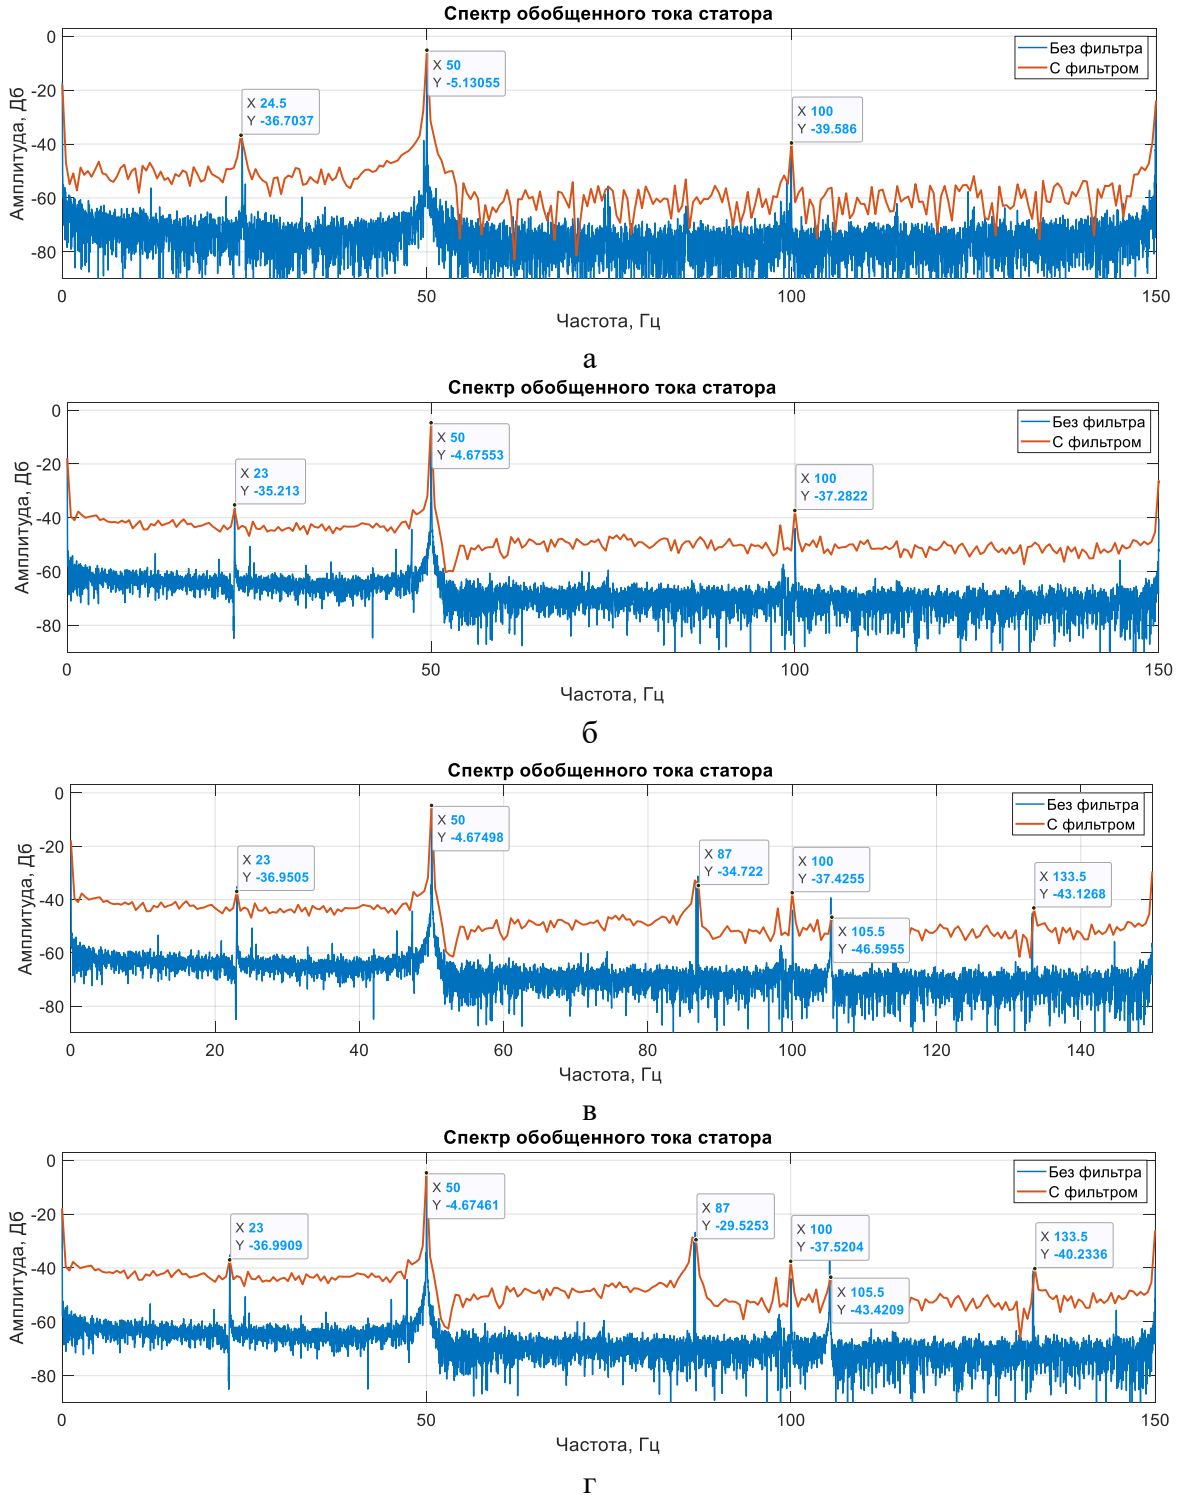 Спектр обобщенного тока статора
Амплитуда, Дб
0
-20
-40
-60
-80
X 24.5
Y -36.7037
X 50
Y -5.13055
X 100
Y -39.586
Без фильтра
С фильтром
0
50
100
150
Частота, Гц
а
Спектр обобщенного тока статора
Амплитуда, Дб
0
-20
-40
-60
-80
X 23
Y -35.213
X 50
Y -4.67553
X 100
Y -37.2822
Без фильтра
С фильтром
0
50
100
150
Частота, Гц
б
Спектр обобщенного тока статора
Амплитуда, Дб
0
-20
-40
-60
-80
X 23
Y -36.9505
X 50
Y -4.67498
X 87
Y -34.722
X 100
Y -37.4255
X 105.5
Y -46.5955
X 133.5
Y -43.1268
Без фильтра
С фильтром
0
20
40
60
80
100
120
140
Частота, Гц
в
Спектр обобщенного тока статора
Амплитуда, Дб
0
-20
-40
-60
-80
X 23
Y -36.9909
X 50
Y -4.67461
X 87
Y -29.5253
X 100
Y -37.5204
X 105.5
Y -43.4209
X 133.5
Y -40.2336
Без фильтра
С фильтром
0
50
100
150
Частота, Гц
г